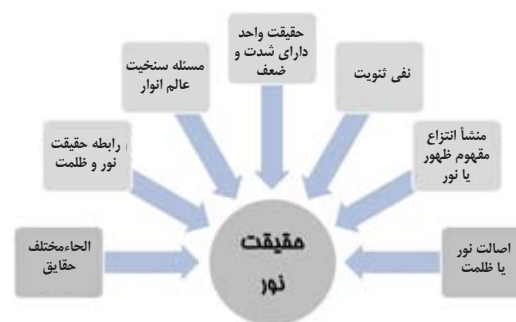 حقیقت واحد
دارای شدت و
ضعف
نفی ثنویت
مسئله سنخیت
عالم انوار
منشأ انتزاع
مفهوم ظهور
یا نور
رابطه حقیقت
نور و ظلمت
اصالت نور
یا ظلمت
الحاءمختلف
حقایق
حقیقت
نور